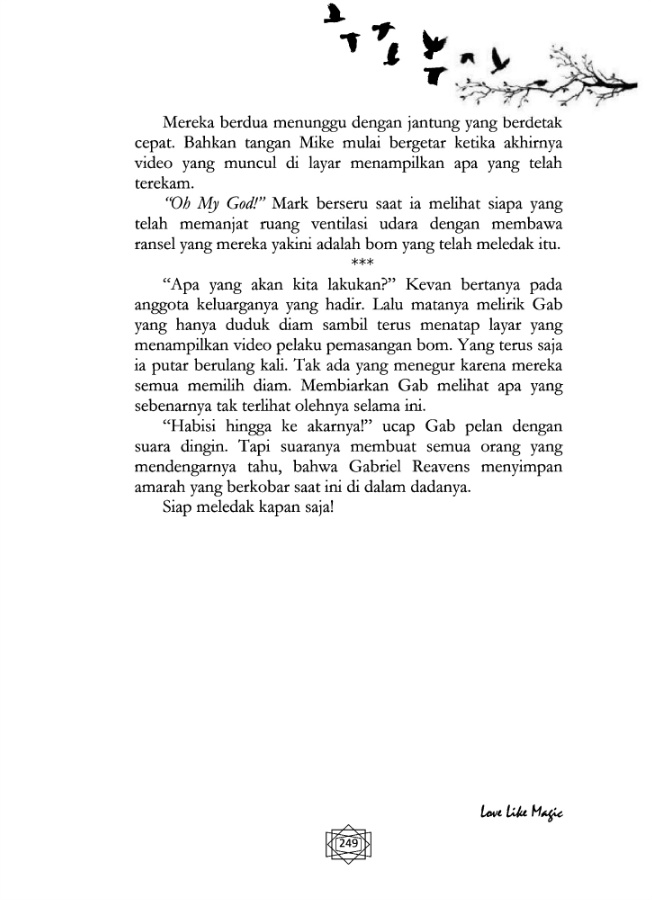 Mereka berdua menunggu dengan jantung yang berdetak
cepat. Bahkan tangan Mike mulai bergetar ketika akhirnya
video yang muncul di layar menampilkan apa yang telah
terekam.
“Oh My God!” Mark berseru saat ia melihat siapa yang
telah memanjat ruang ventilasi udara dengan membawa
ransel yang mereka yakini adalah bom yang telah meledak itu.
***
“Apa yang akan kita lakukan?” Kevan bertanya pada
anggota keluarganya yang hadir. Lalu matanya melirik Gab
yang hanya duduk diam sambil terus menatap layar yang
menampilkan video pelaku pemasangan bom. Yang terus saja
ia putar berulang kali. Tak ada yang menegur karena mereka
semua memilih diam. Membiarkan Gab melihat apa yang
sebenarnya tak terlihat olehnya selama ini.
“Habisi hingga ke akarnya!” ucap Gab pelan dengan
suara dingin. Tapi suaranya membuat semua orang yang
mendengarnya tahu, bahwa Gabriel Reavens menyimpan
amarah yang berkobar saat ini di dalam dadanya.
Siap meledak kapan saja!
Love Like Magic
249